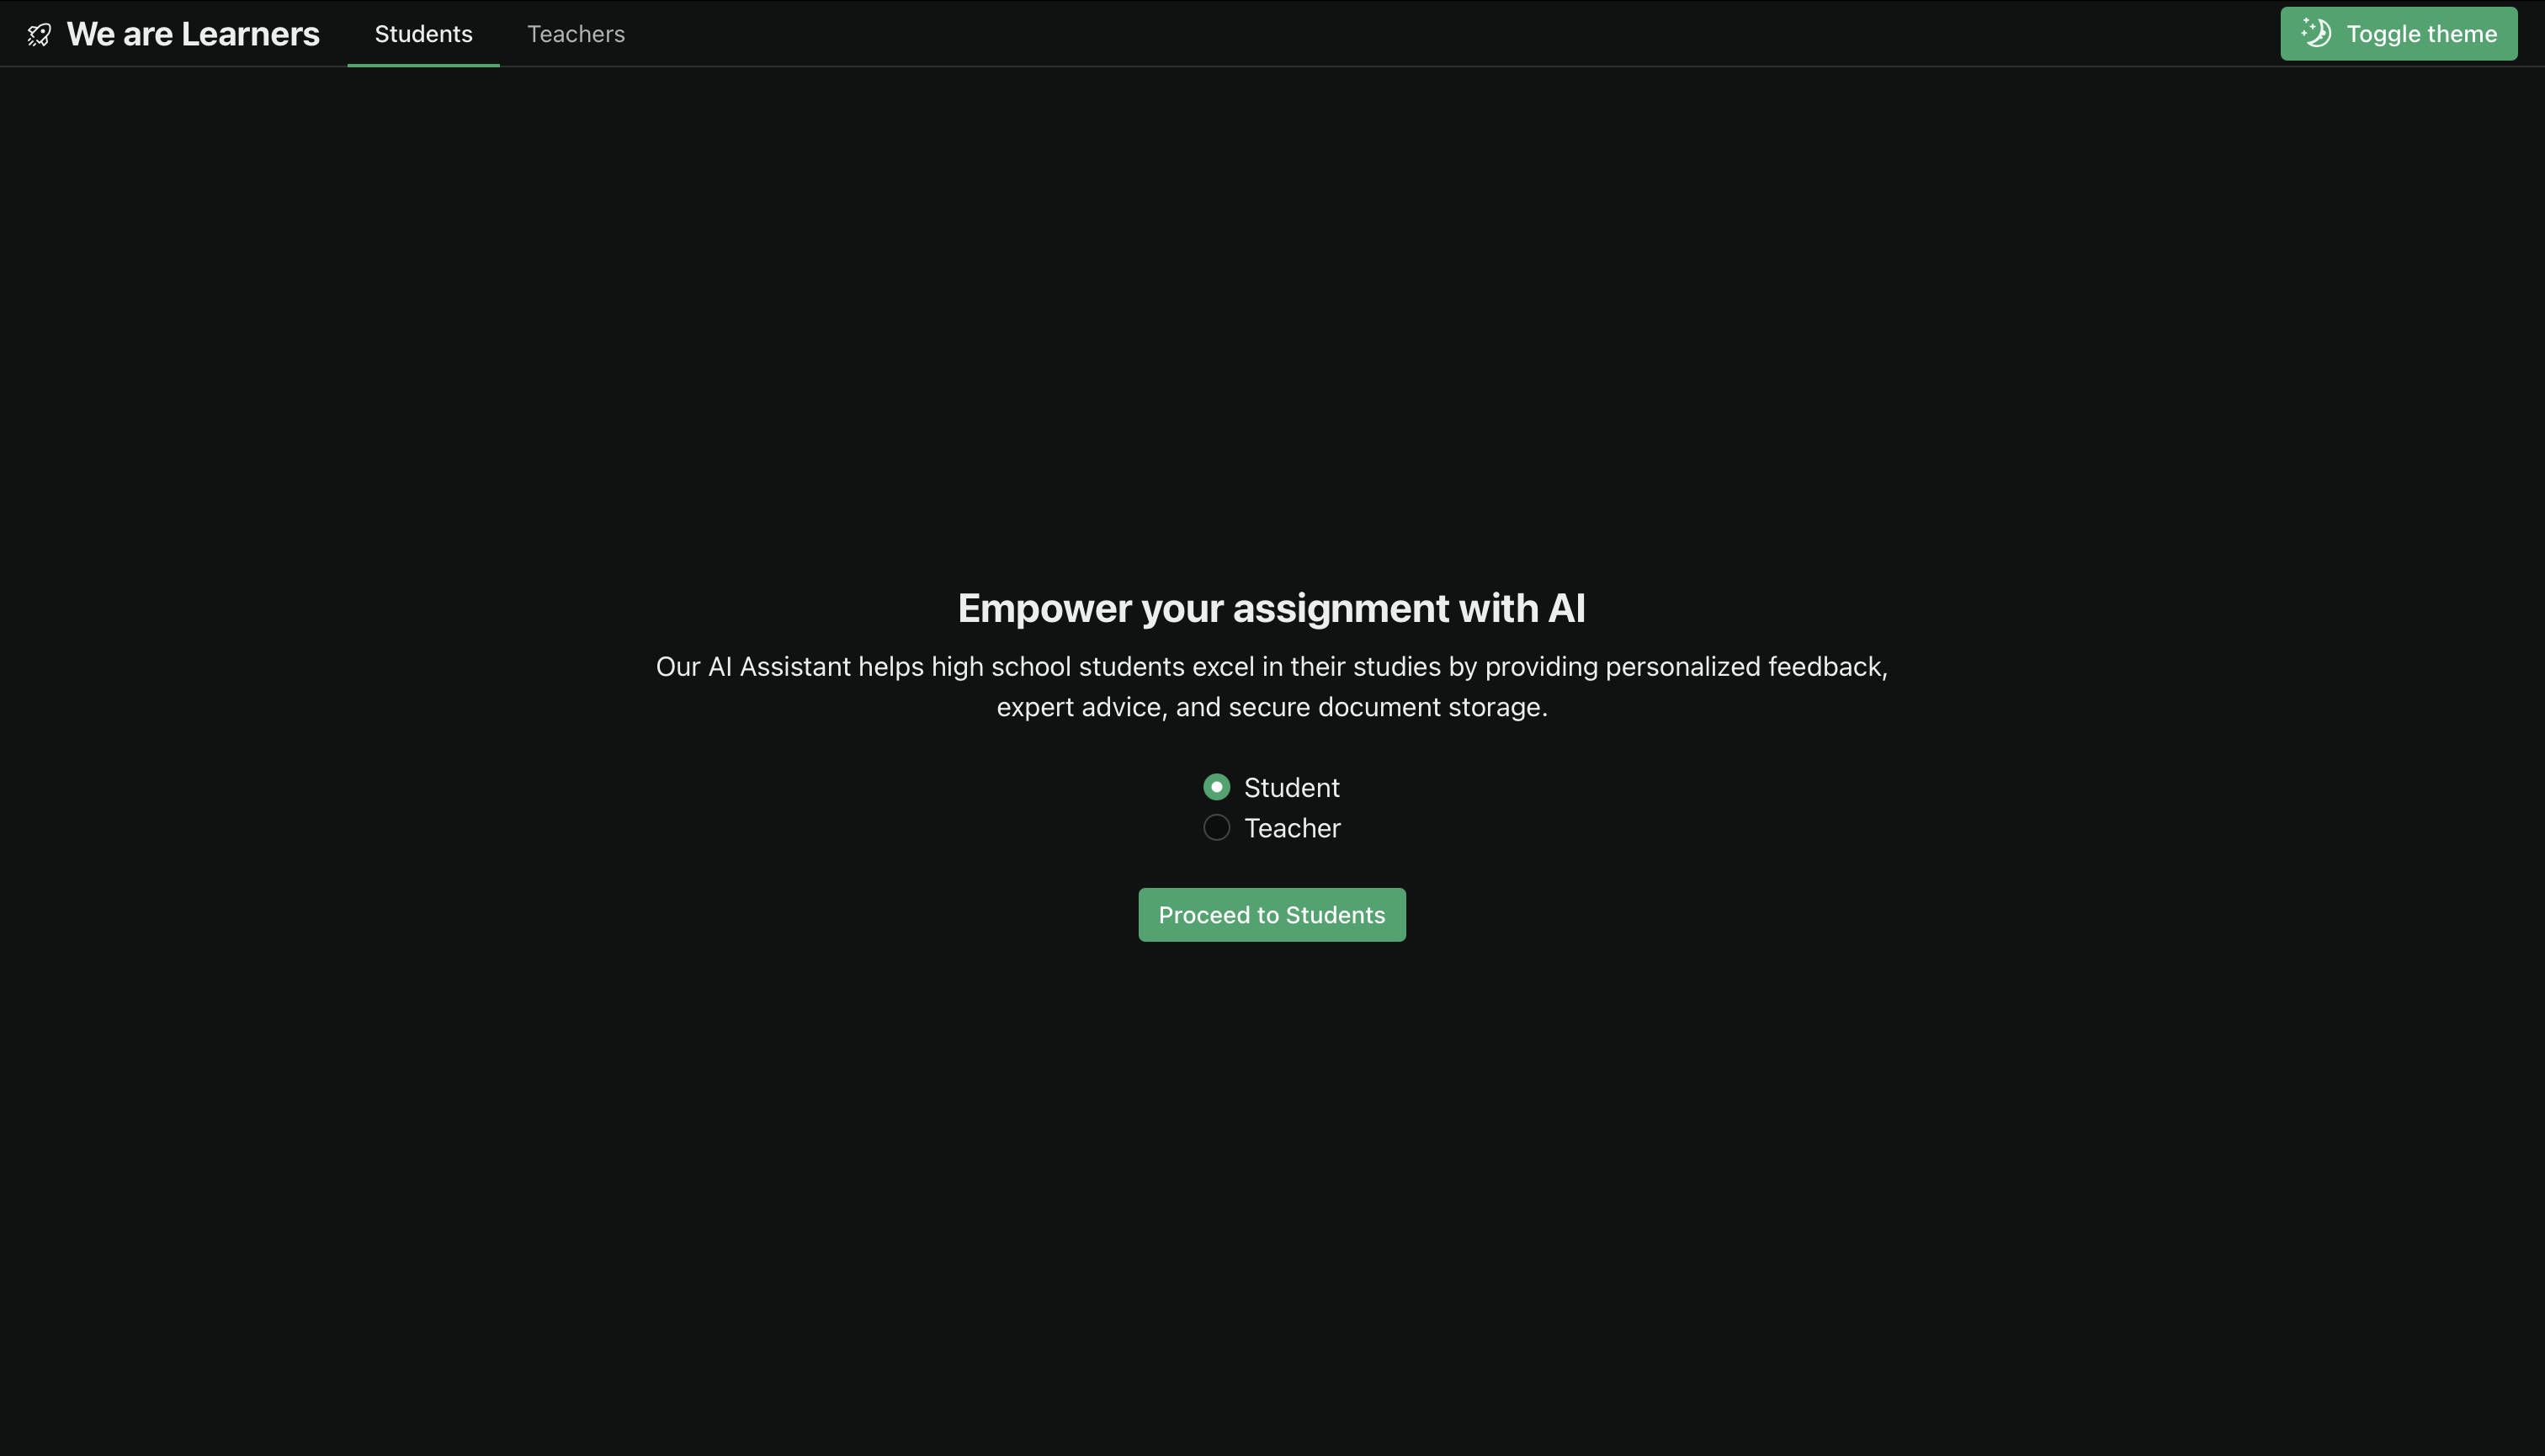 We are Learners
Students
Teachers
Toggle theme
Empower your assignment with AI
Our AI Assistant helps high school students excel in their studies by providing personalized feedback,
expert advice, and secure document storage.
Student
Teacher
Proceed to Students